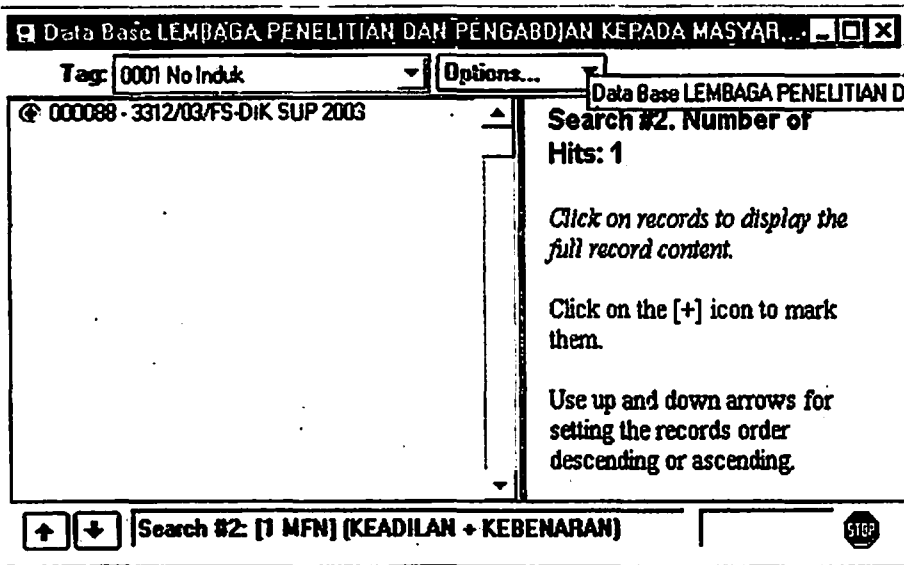 Data Base LEMBAGA PENELITIAN DAN PENGABDIAN KEPADA MASYAR...
Tag: 0001 No Induk
Options...
Data Base LEMBAGA PENELITIAN D
000088 - 3312/03/FS-DiK SUP 2003
Search #2. Number of
Hits: 1
Click on records to display the
full record content.
Click on the [+] icon to mark
them.
Use up and down arrows for
setting the records order
descending or ascending.
Search #2: [1 MFN] (KEADILAN + KEBENARAN)
STOP